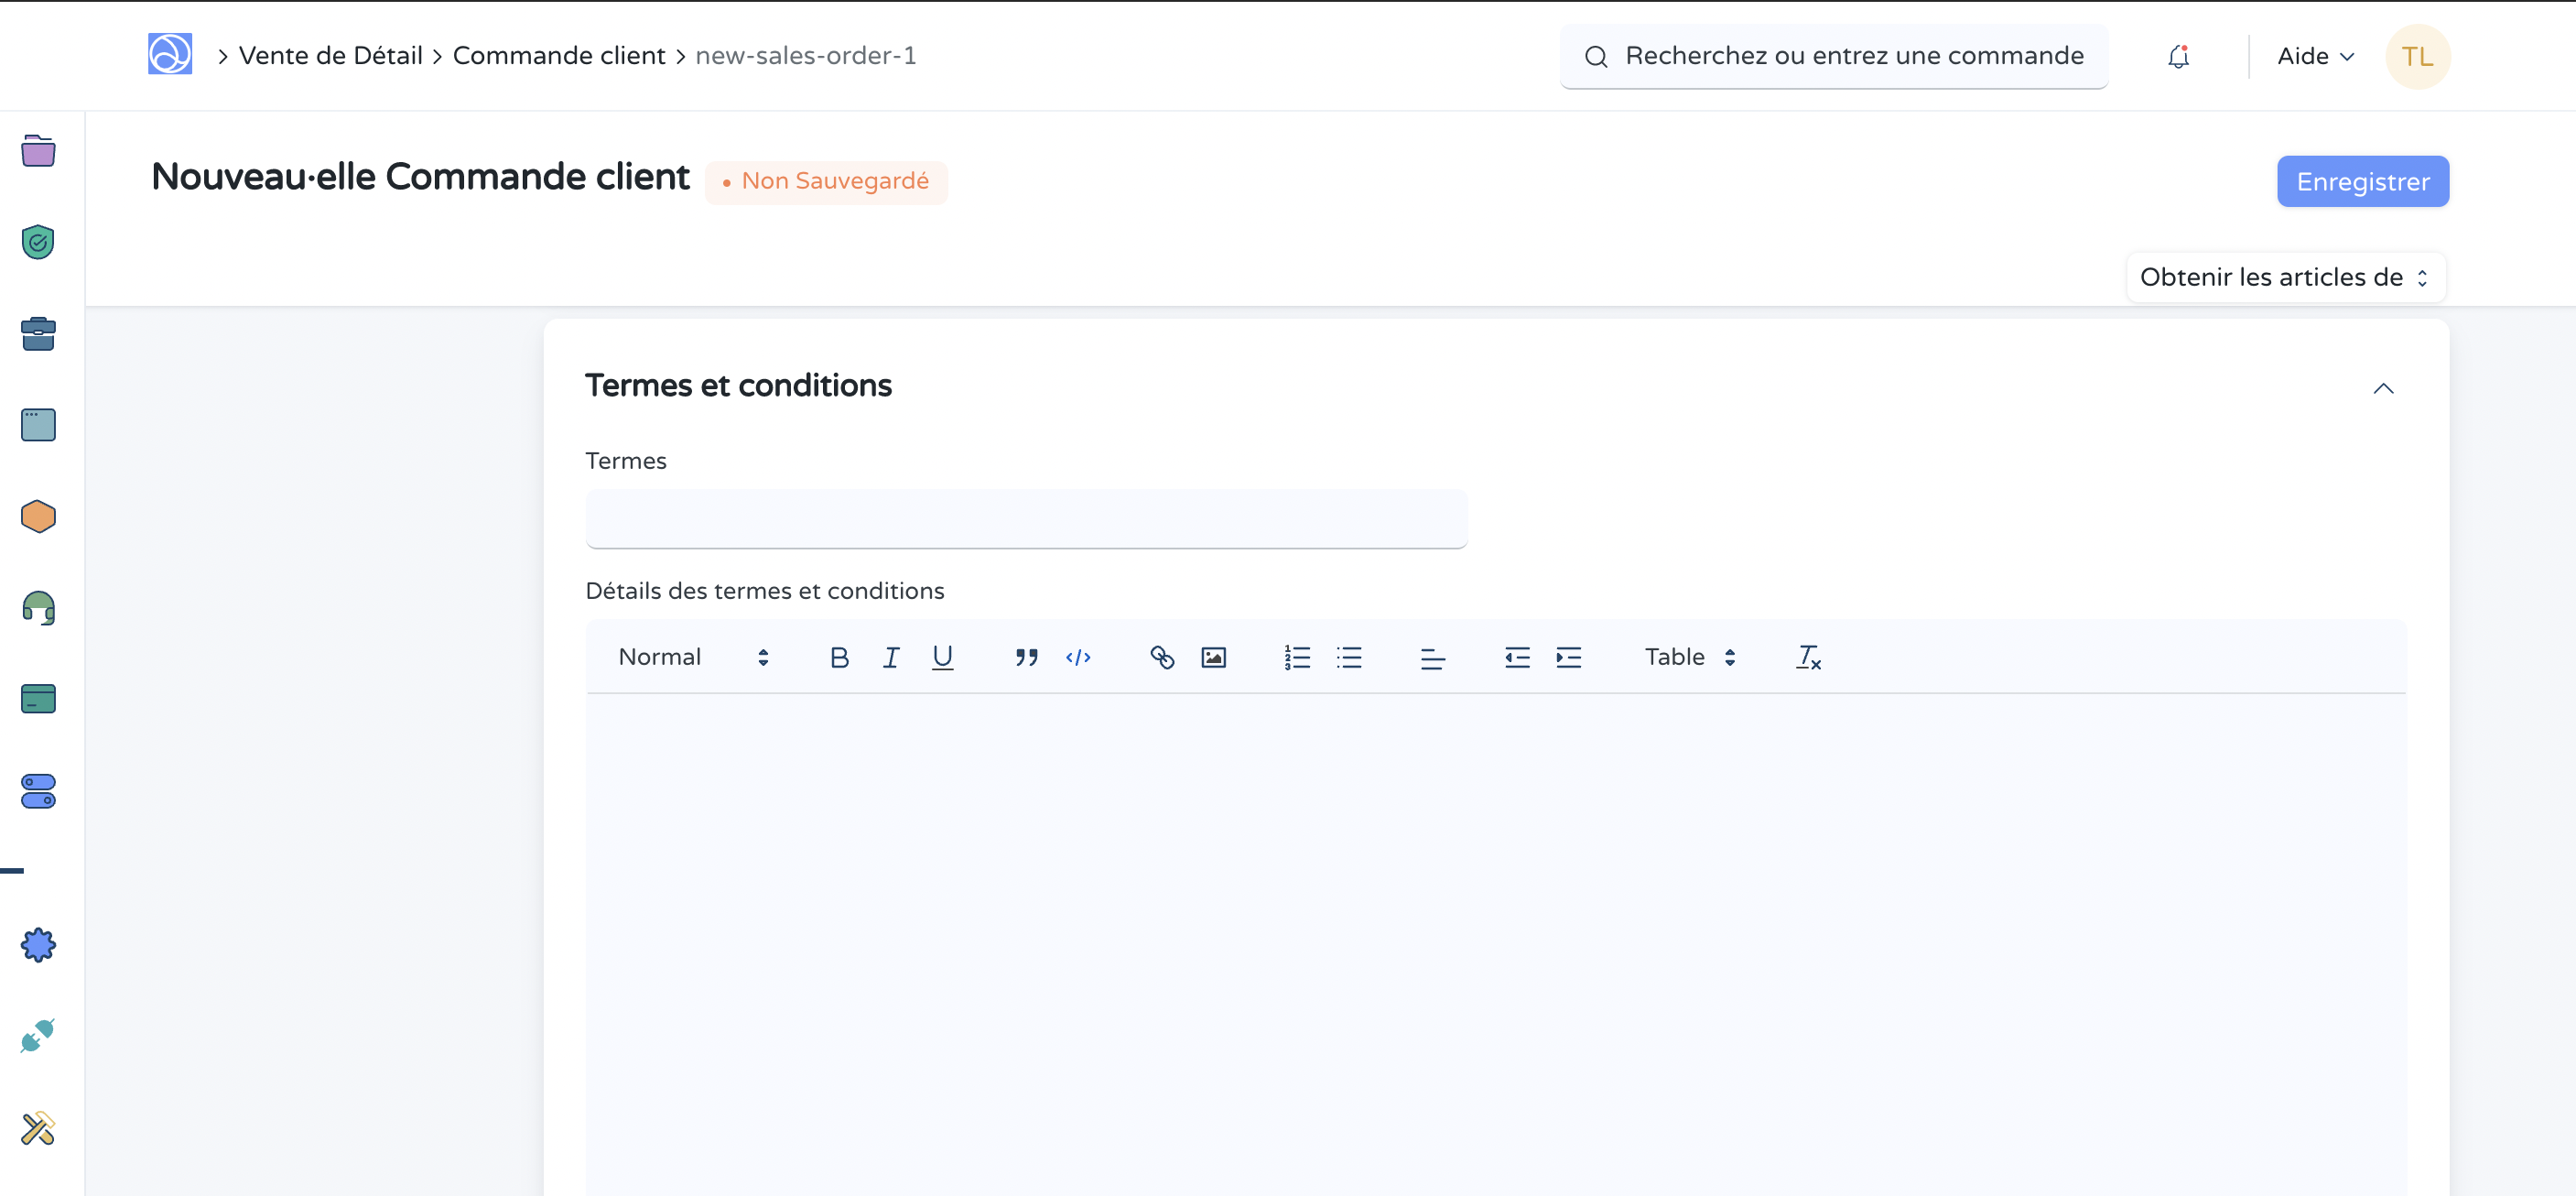 Vente de Détail
Commande client
new-sales-order-1
Recherchez ou entrez une commande
Aide
TL
Nouveau·elle Commande client
Non Sauvegardé
Enregistrer
Obtenir les articles de
Termes et conditions
Termes
Détails des termes et conditions
Normal
Table